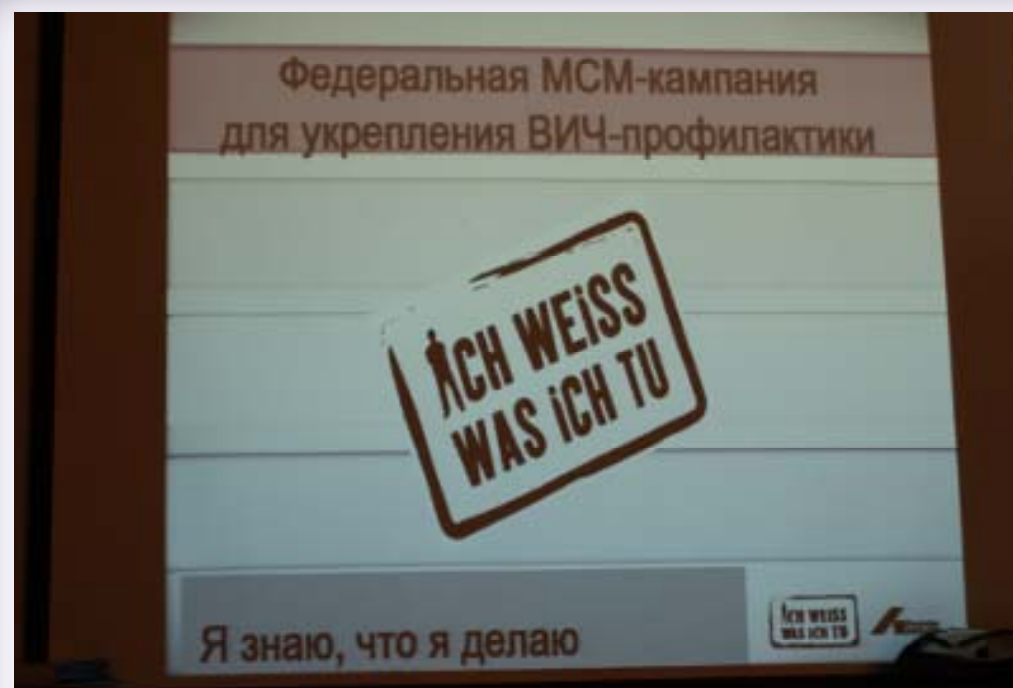 Федеральная МСМ-кампания
для укрепления ВИЧ-профилактики
ICH WEiSS
WAS iCH TU
Я знаю, что я делаю
ICH WEISS
WAS ICH TU